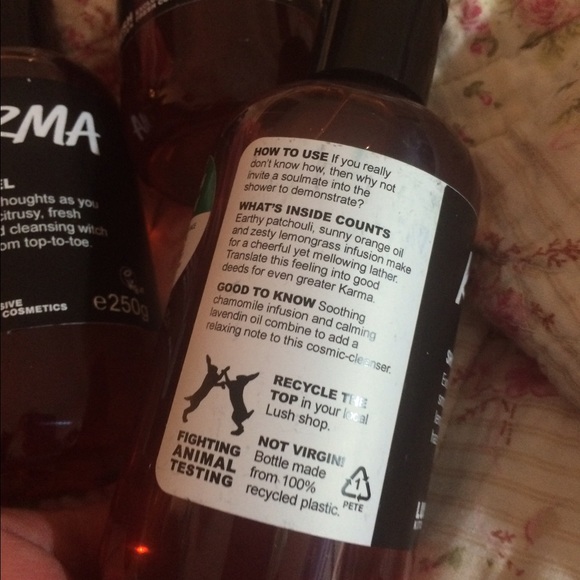 RMA
EL
houghts as you
citrusy, fresh
d cleansing witch
om top-to-toe.
SIVE
COSMETICS
e250g
HOW TO USE If you really
don't know how, then why not
invite a soulmate into the
shower to demonstrate?
WHAT'S INSIDE COUNTS
Earthy patchouli, sunny orange oil
and zesty lemongrass infusion make
for a cheerful yet mellowing lather.
Translate this feeling into good
deeds for even greater Karma.
GOOD TO KNOW Soothing
chamomile infusion and calming
lavendin oil combine to add a
relaxing note to this cosmic-cleanser.
RECYCLE THE
TOP in your local
Lush shop.
FIGHTING
ANIMAL
TESTING
NOT VIRGIN!
Bottle made
from 100%
recycled plastic.
1
PETE